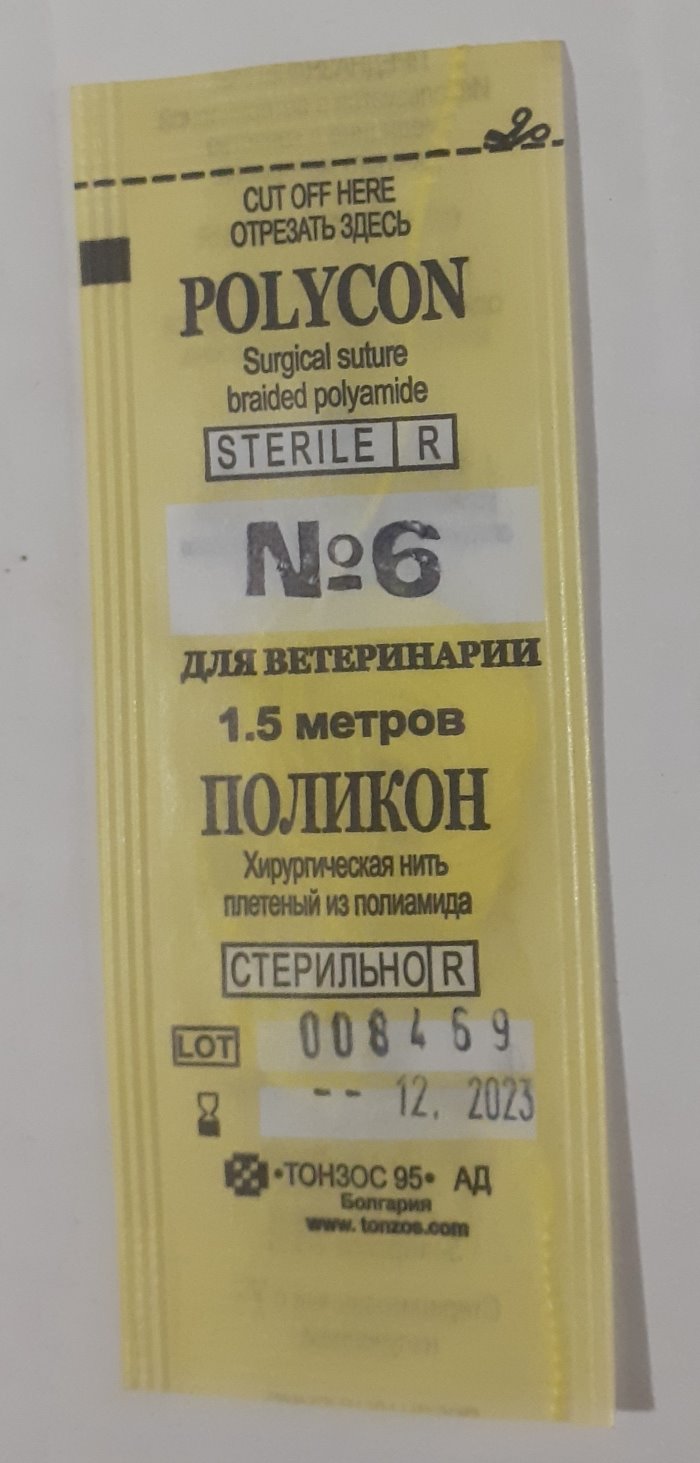 CUT OFF HERE
ОТРЕЗАТЬ ЗДЕСЬ
POLYCON
Surgical suture
braided polyamide
STERILE R
№6
ДЛЯ ВЕТЕРИНАРИИ
1.5 метров
ПОЛИКОН
Хирургическая нить
плетеный из полиамида
СТЕРИЛЬНО R
LOT 008469
-- 12. 2023
•ТОНЗОС 95• АД
Болгария
www. tonzos.com